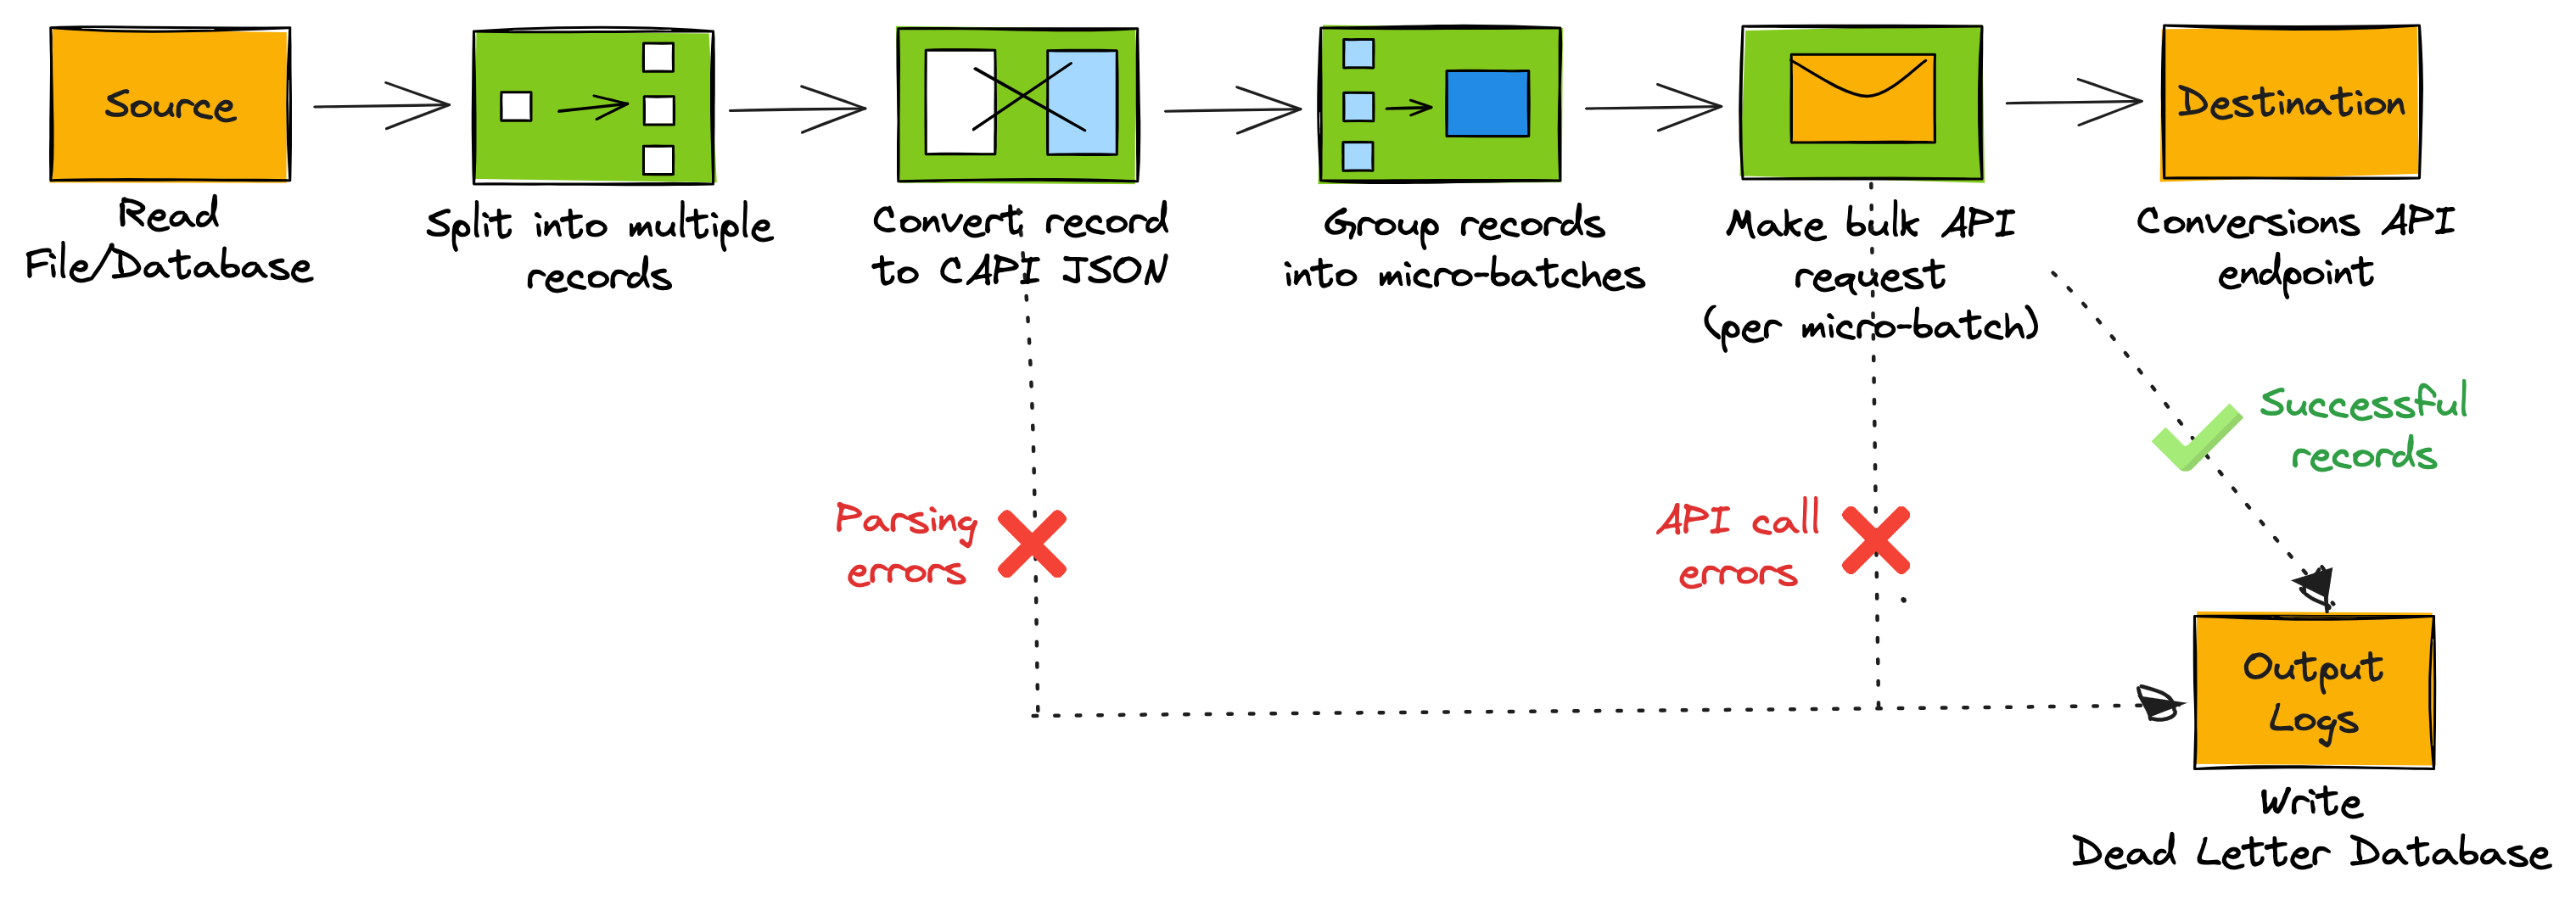 Source
Read
File/Database
Split into multiple
records
Convert record
to CAPI JSON
Group records
into micro-batches
Make bulk API
request
(per micro-batch)
Destination
Conversions API
endpoint
Successful
records
Parsing
errors
API call
errors
Output
Logs
Write
Dead Letter Database